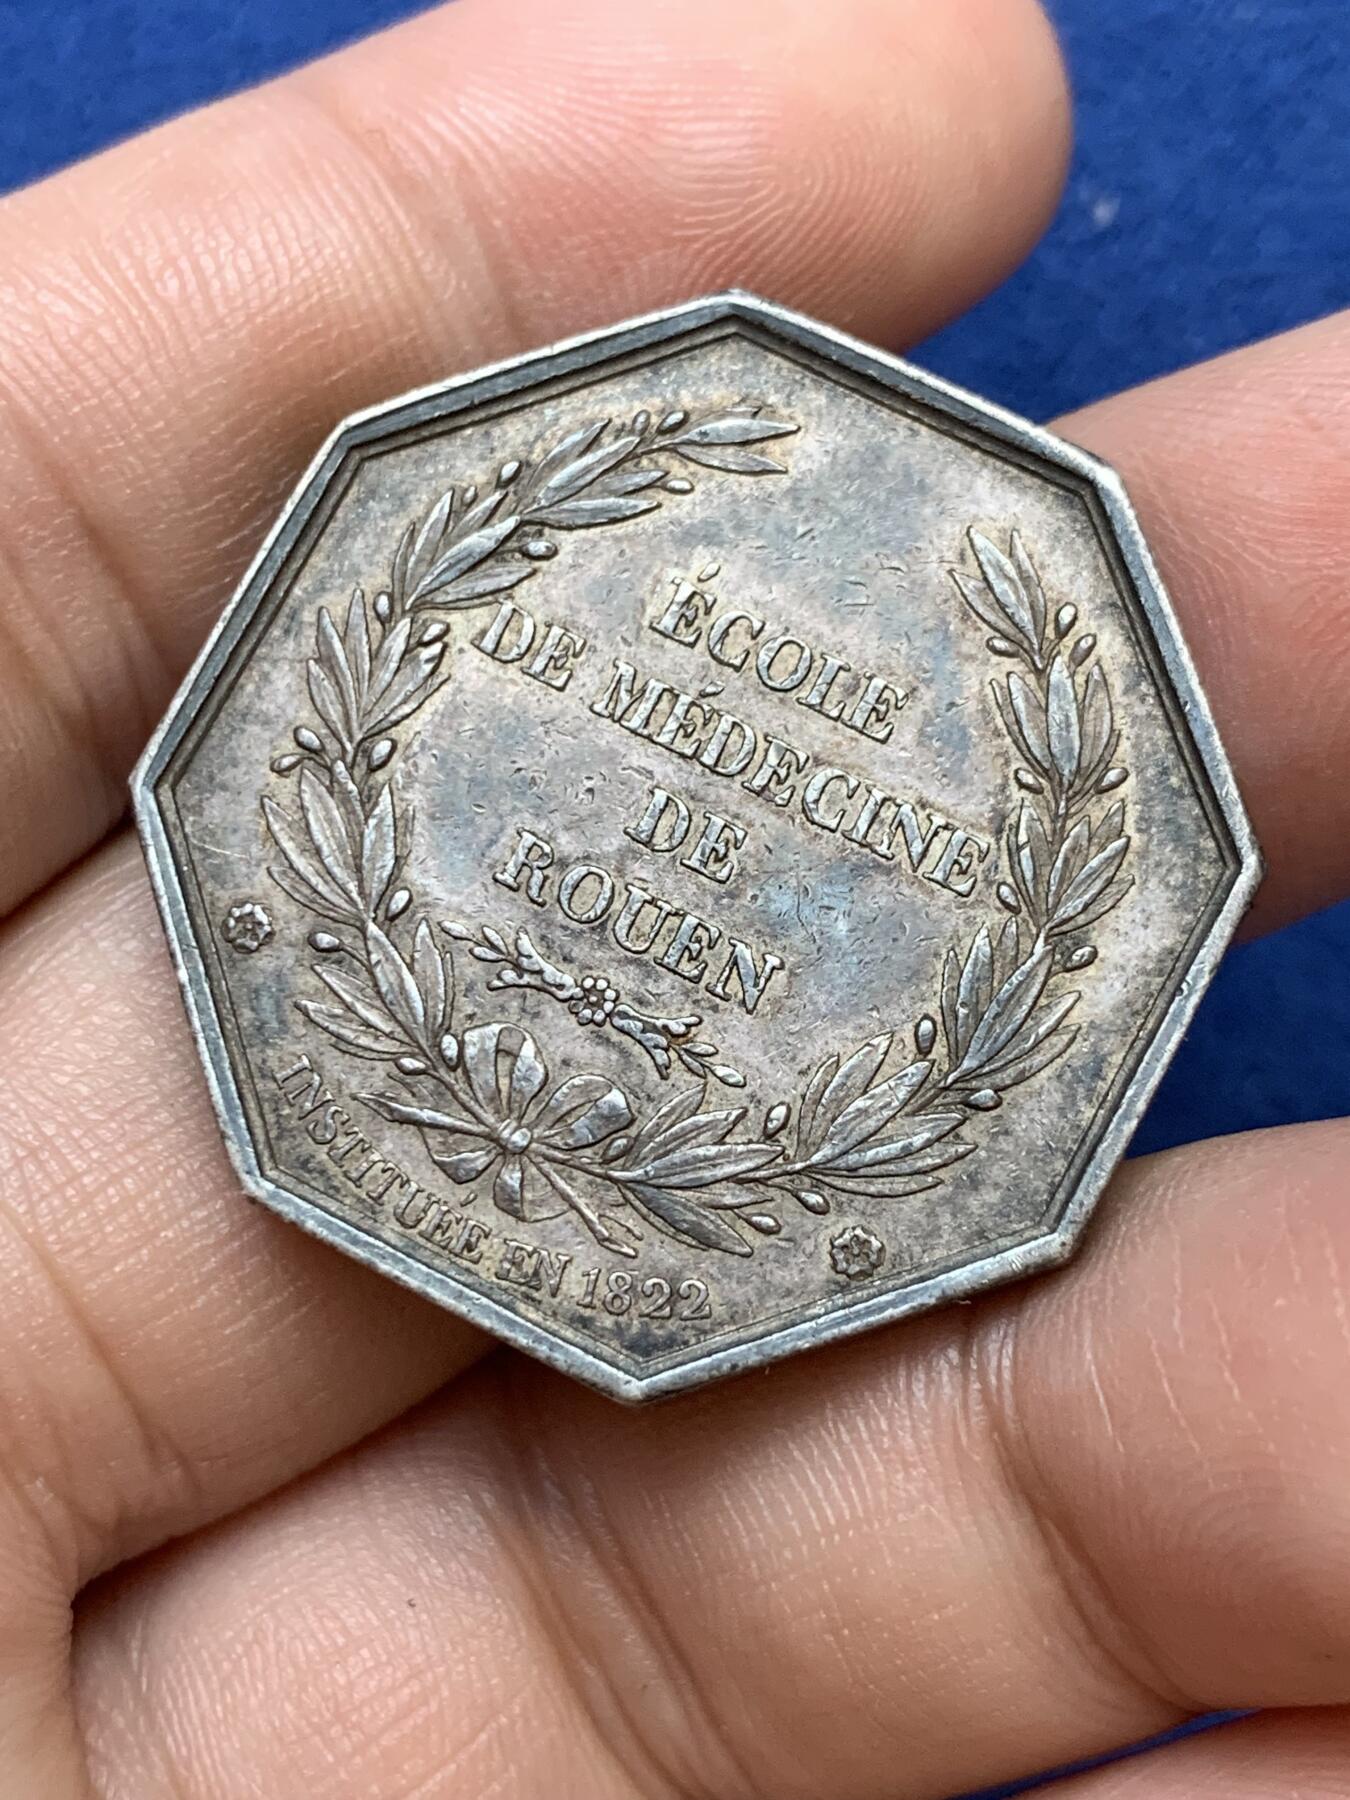 ÉCOLE
DE MÉDECINE
DE
ROUEN
INSTITUÉE EN 1822